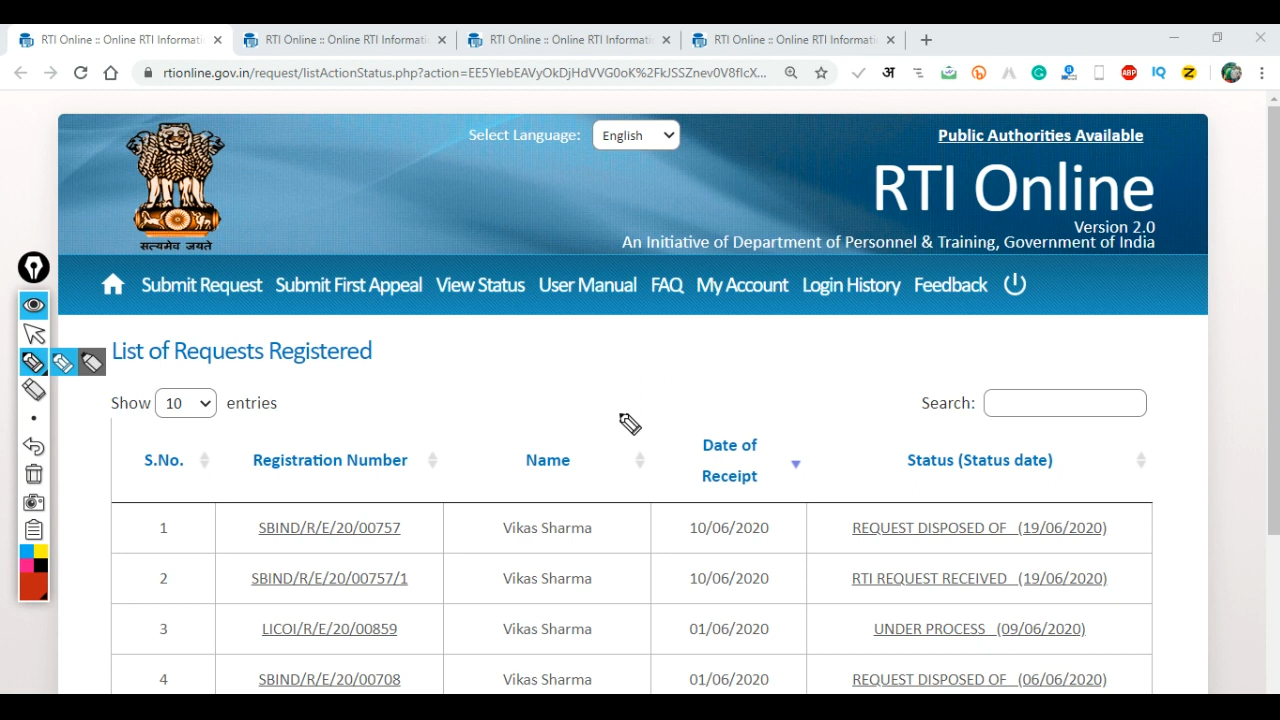 RTI Online :: Online RTI Informati
RTI Online :: Online RTI Informati
RTI Online :: Online RTI Informati
RTI Online :: Online RTI Informati
rtionline.gov.in/request/listActionStatus.php?action=EE5YlebEAVyOkDjHdVVG0oK%2FkJSSZnev0V8flcX...
अ
ABP
IQ
Z
सत्यमेव जयते
Select Language: English
Public Authorities Available
RTI Online
Version 2.0
An Initiative of Department of Personnel & Training, Government of India
Submit Request Submit First Appeal View Status User Manual FAQ My Account Login History Feedback
List of Requests Registered
Show 10 entries Search:
S.No. Registration Number Name Date of Receipt Status (Status date)
1 SBIND/R/E/20/00757 Vikas Sharma 10/06/2020 REQUEST DISPOSED OF (19/06/2020)
2 SBIND/R/E/20/00757/1 Vikas Sharma 10/06/2020 RTI REQUEST RECEIVED (19/06/2020)
3 LICOI/R/E/20/00859 Vikas Sharma 01/06/2020 UNDER PROCESS (09/06/2020)
4 SBIND/R/E/20/00708 Vikas Sharma 01/06/2020 REQUEST DISPOSED OF (06/06/2020)